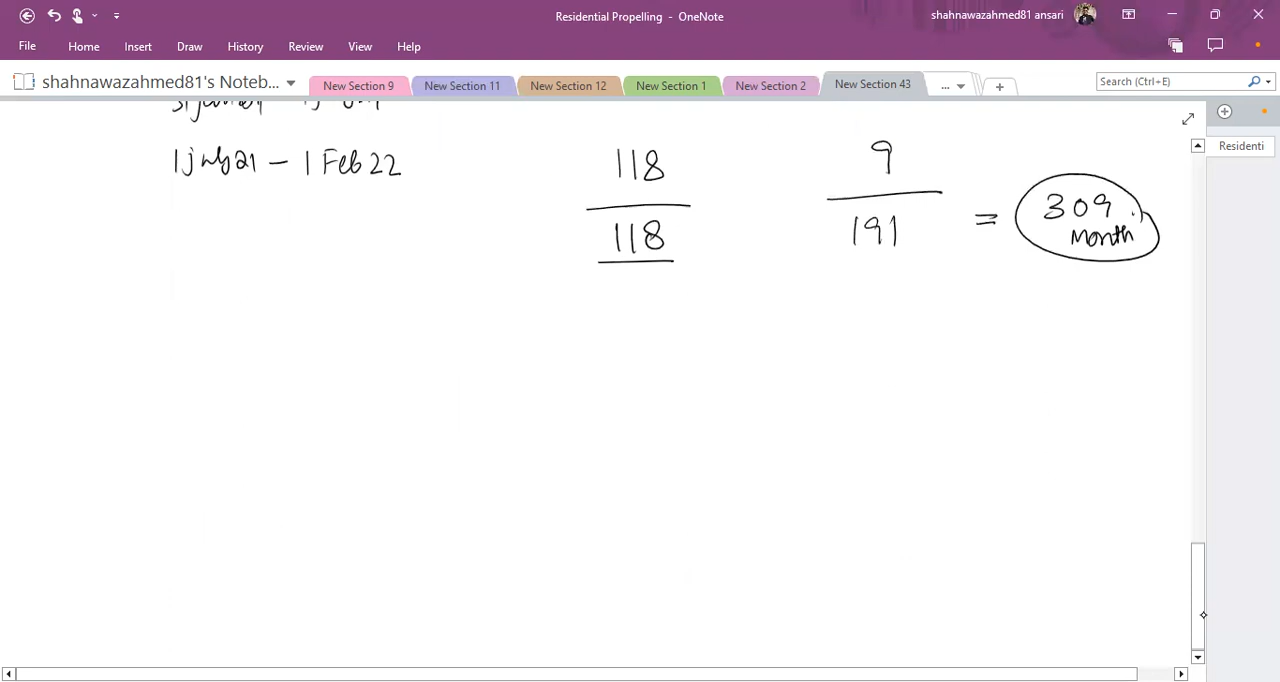 Residential Propelling - OneNote
shahnawazahmed81 ansari
File Home Insert Draw History Review View Help
shahnawazahmed81's Noteb...
New Section 9 New Section 11 New Section 12 New Section 1 New Section 2 New Section 43 ...
Search (Ctrl+E)
Residenti
1 july 21 - 1 Feb 22 118 9
118 191 = 309
Month